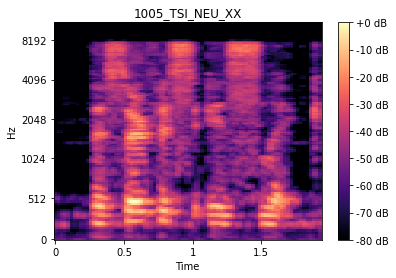 1005_TSI_NEU_XX
8192
4096
2048
1024
512
0
Hz
0
0.5
1
1.5
Time
+0 dB
-10 dB
-20 dB
-30 dB
-40 dB
-50 dB
-60 dB
-70 dB
-80 dB